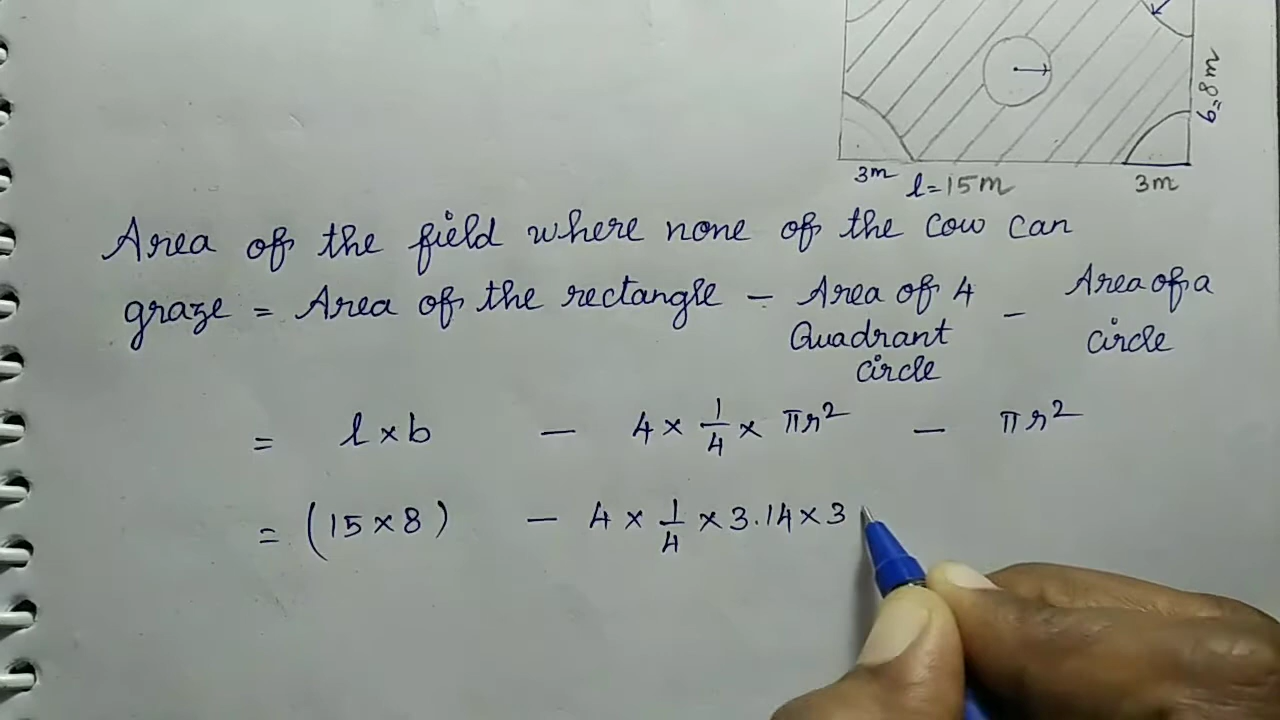 b=8m
3m l=15m 3m
Area of the field where none of the cow can
graze = Area of the rectangle - Area of 4 Quadrant circle - Area of a circle
= l×b - 4×1/4×πr² - πr²
= (15×8) - 4×1/4×3.14×3